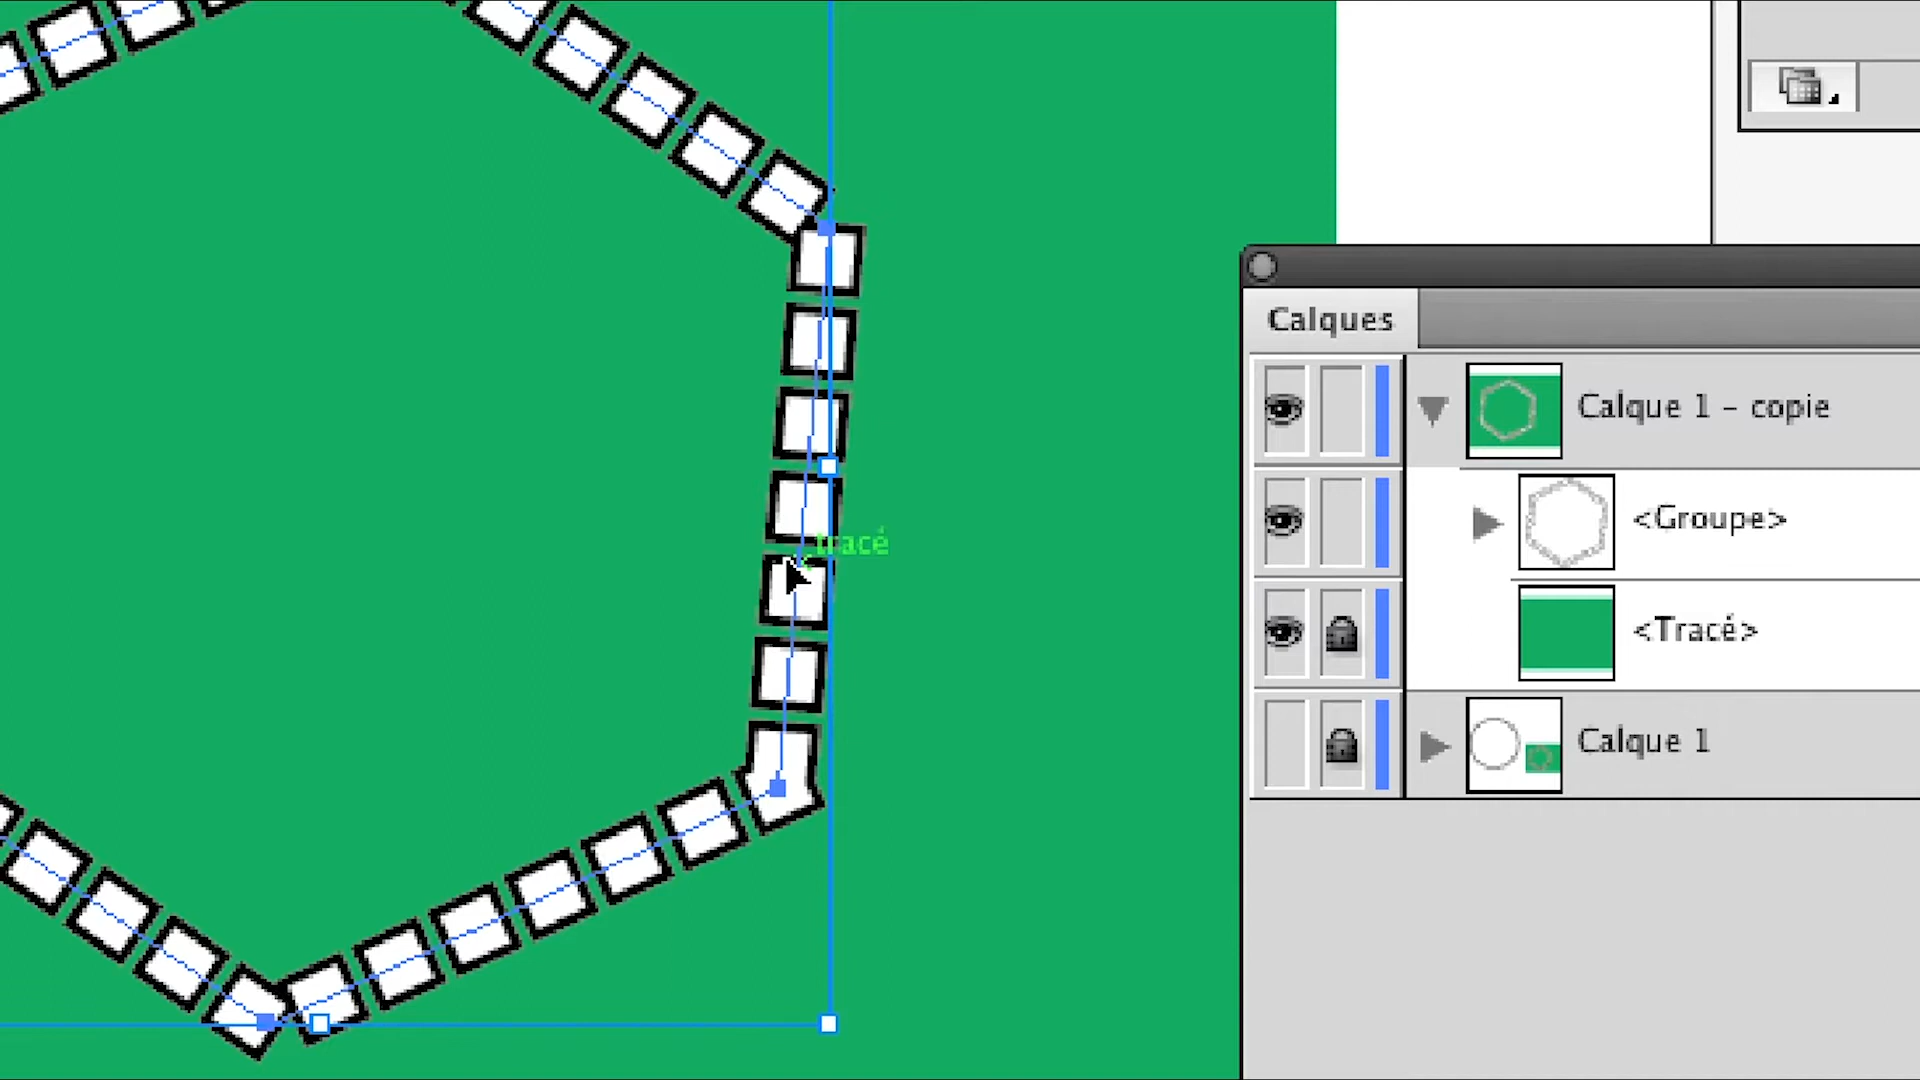 Calques
Calque 1 – copie
<Groupe>
tracé
<Tracé>
Calque 1